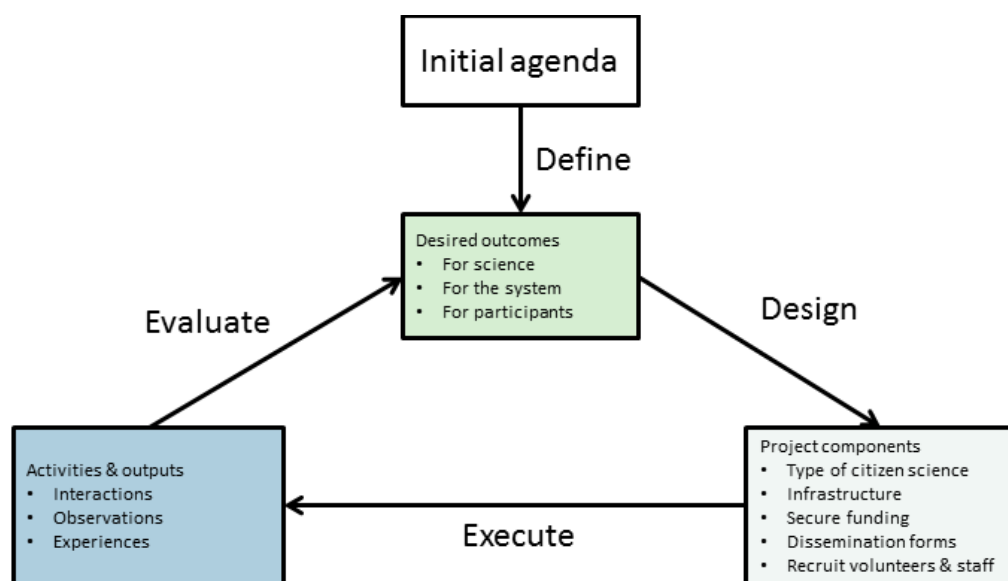 Initial agenda
Define
Desired outcomes
• For science
• For the system
• For participants
Evaluate
Design
Activities & outputs
• Interactions
• Observations
• Experiences
Execute
Project components
• Type of citizen science
• Infrastructure
• Secure funding
• Dissemination forms
• Recruit volunteers & staff